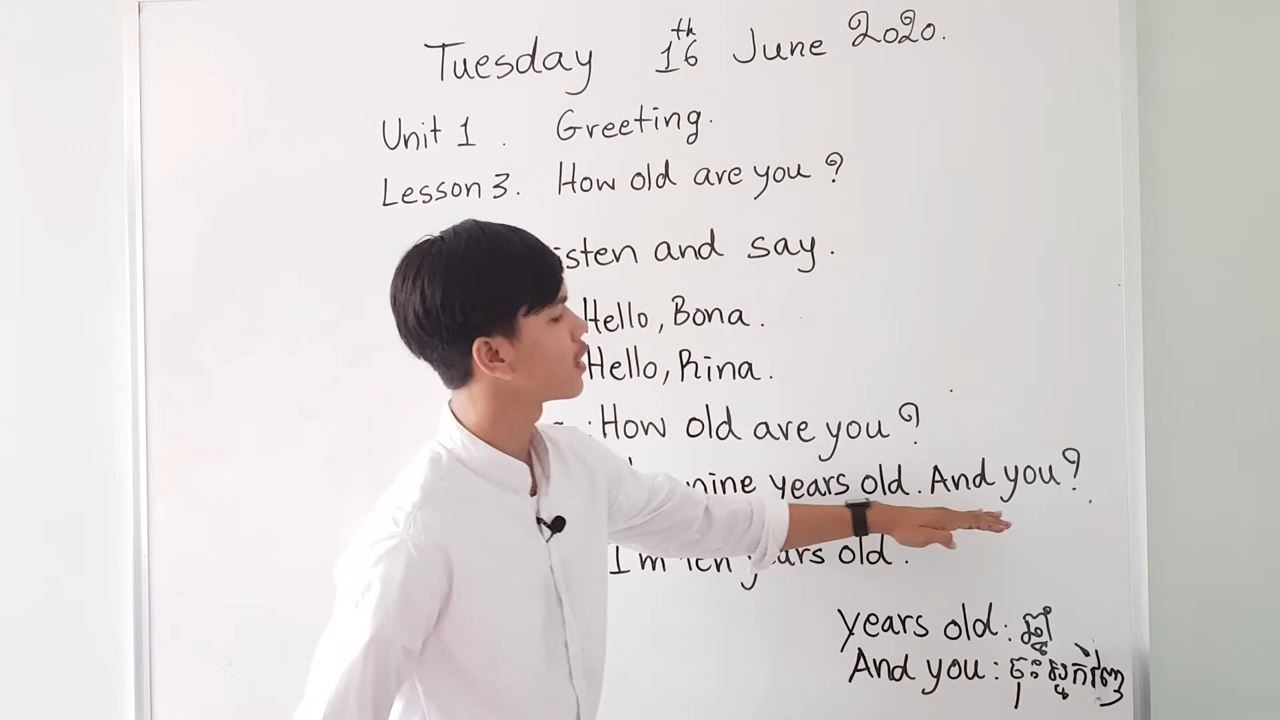 Tuesday 16th June 2020.
Unit 1. Greeting.
Lesson 3. How old are you?
isten and say.
Hello, Bona.
Hello, Rina.
: How old are you?
nine years old. And you?
I'm ten years old.
years old: ឆ្នាំ
And you: ចុះអ្នកវិញ